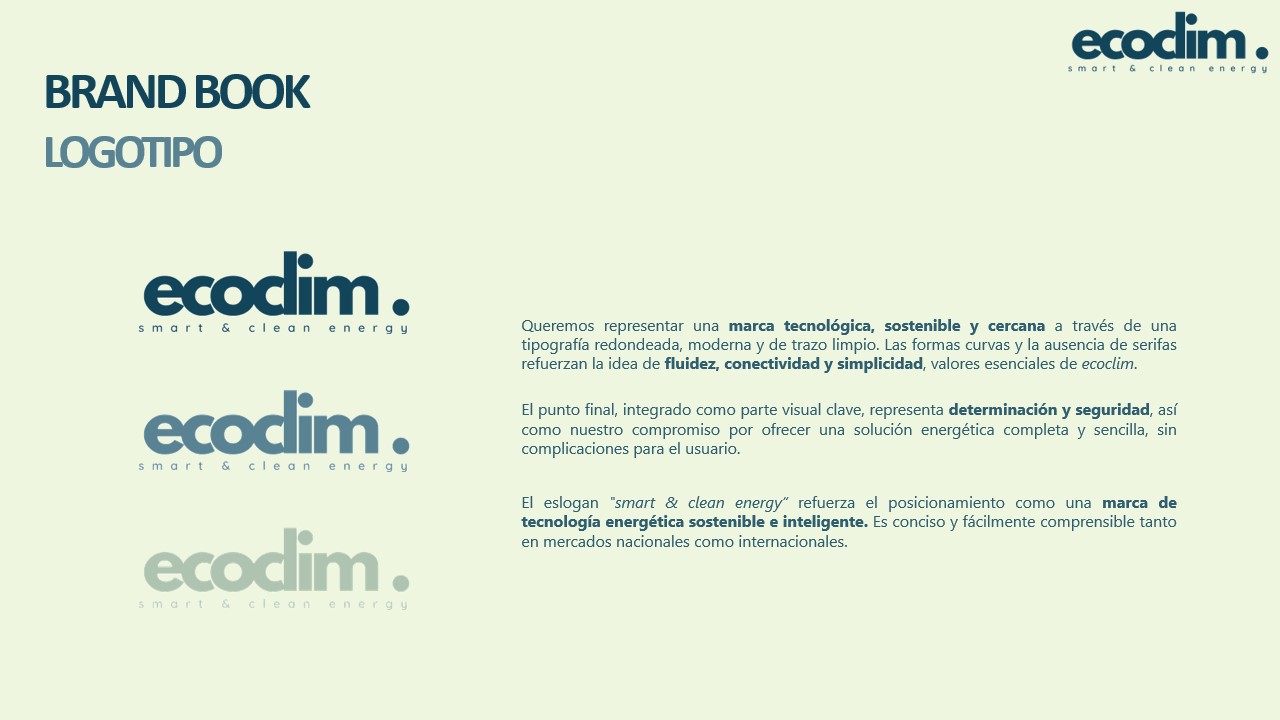 ecoclim .
smart & clean energy
BRAND BOOK
LOGOTIPO
ecoclim .
smart & clean energy
ecoclim .
smart & clean energy
ecoclim .
smart & clean energy
Queremos representar una marca tecnológica, sostenible y cercana a través de una
tipografía redondeada, moderna y de trazo limpio. Las formas curvas y la ausencia de serifas
refuerzan la idea de fluidez, conectividad y simplicidad, valores esenciales de ecoclim.
El punto final, integrado como parte visual clave, representa determinación y seguridad, así
como nuestro compromiso por ofrecer una solución energética completa y sencilla, sin
complicaciones para el usuario.
El eslogan "smart & clean energy” refuerza el posicionamiento como una marca de
tecnología energética sostenible e inteligente. Es conciso y fácilmente comprensible tanto
en mercados nacionales como internacionales.